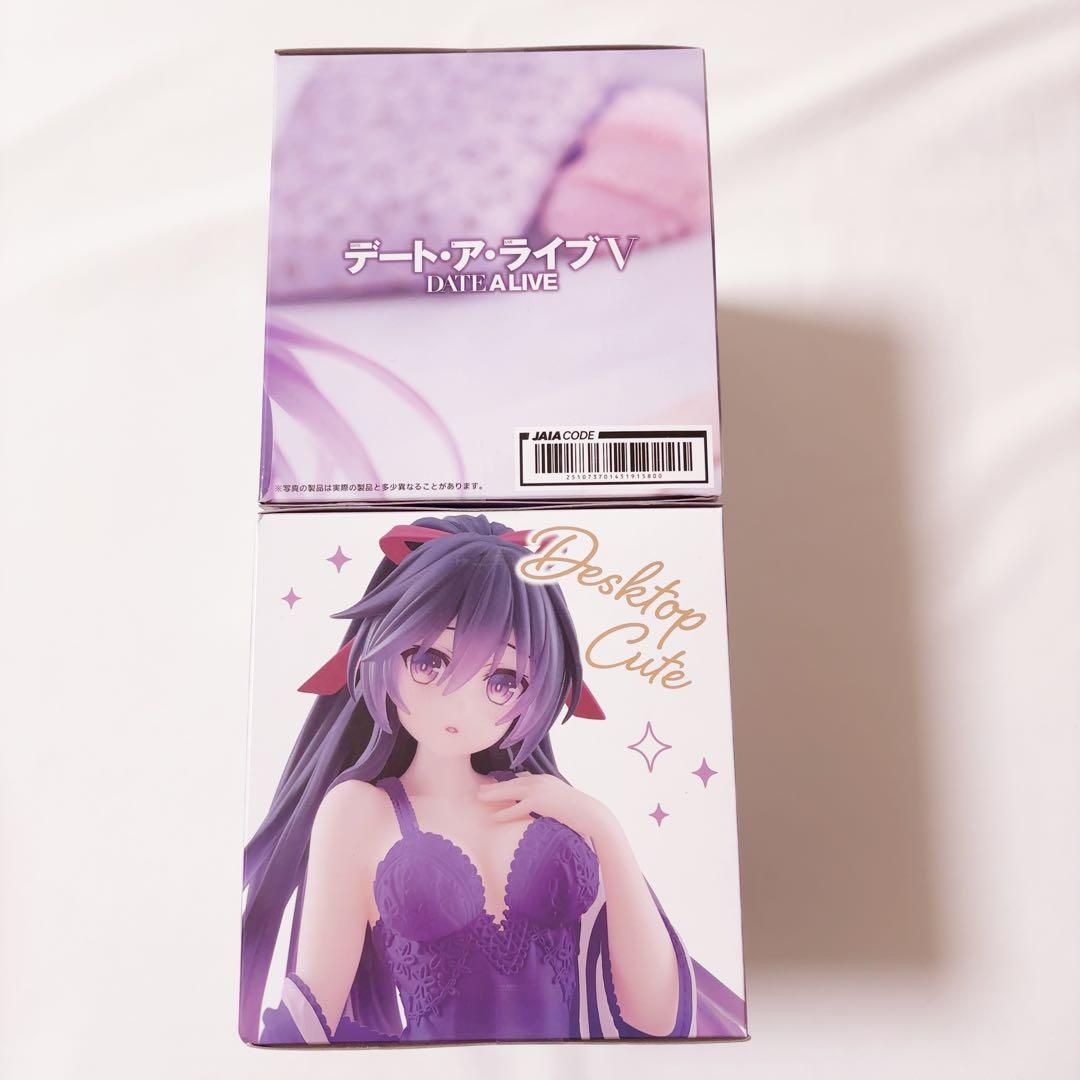 デート・ア・ライブV
DATE A LIVE
JAIA CODE
251073701451915800
※写真の製品は実際の製品と多少異なることがあります。
Desktop
Cute